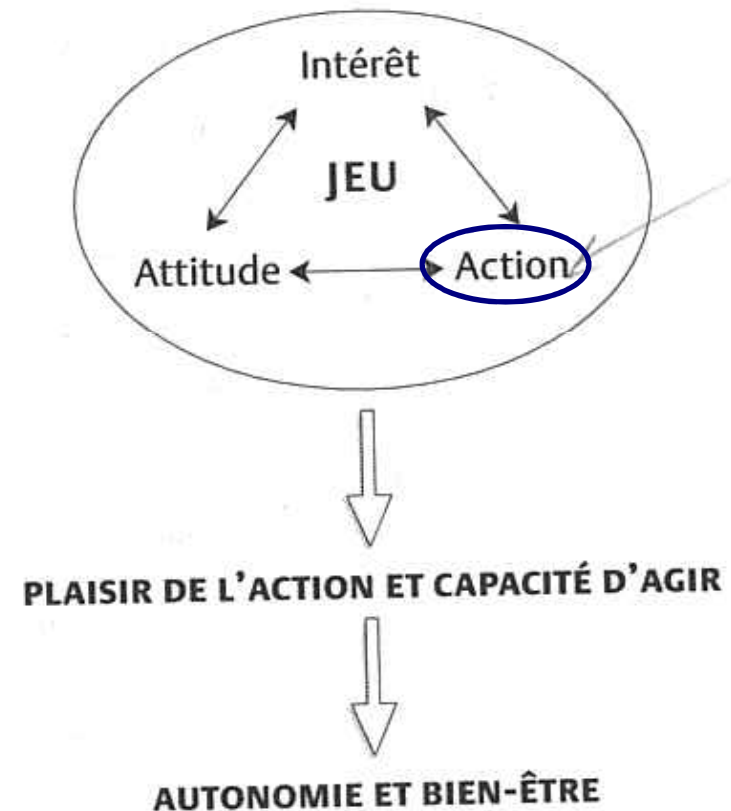 Intérêt
JEU
Attitude Action
PLAISIR DE L'ACTION ET CAPACITÉ D'AGIR
AUTONOMIE ET BIEN-ÊTRE